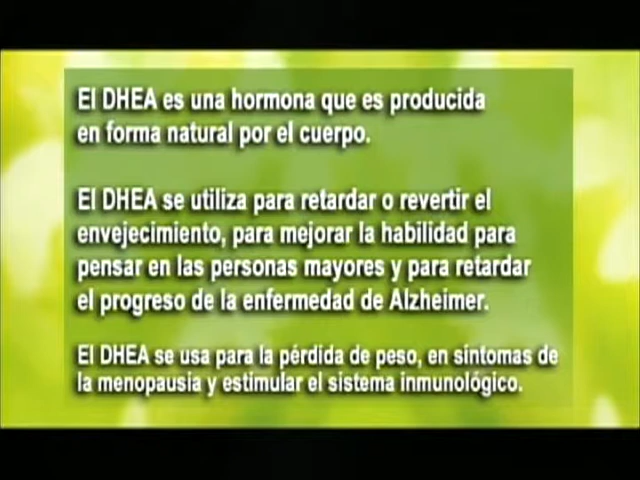 El DHEA es una hormona que es producida
en forma natural por el cuerpo.
El DHEA se utiliza para retardar o revertir el
envejecimiento, para mejorar la habilidad para
pensar en las personas mayores y para retardar
el progreso de la enfermedad de Alzheimer.
El DHEA se usa para la pérdida de peso, en síntomas de
la menopausia y estimular el sistema inmunológico.